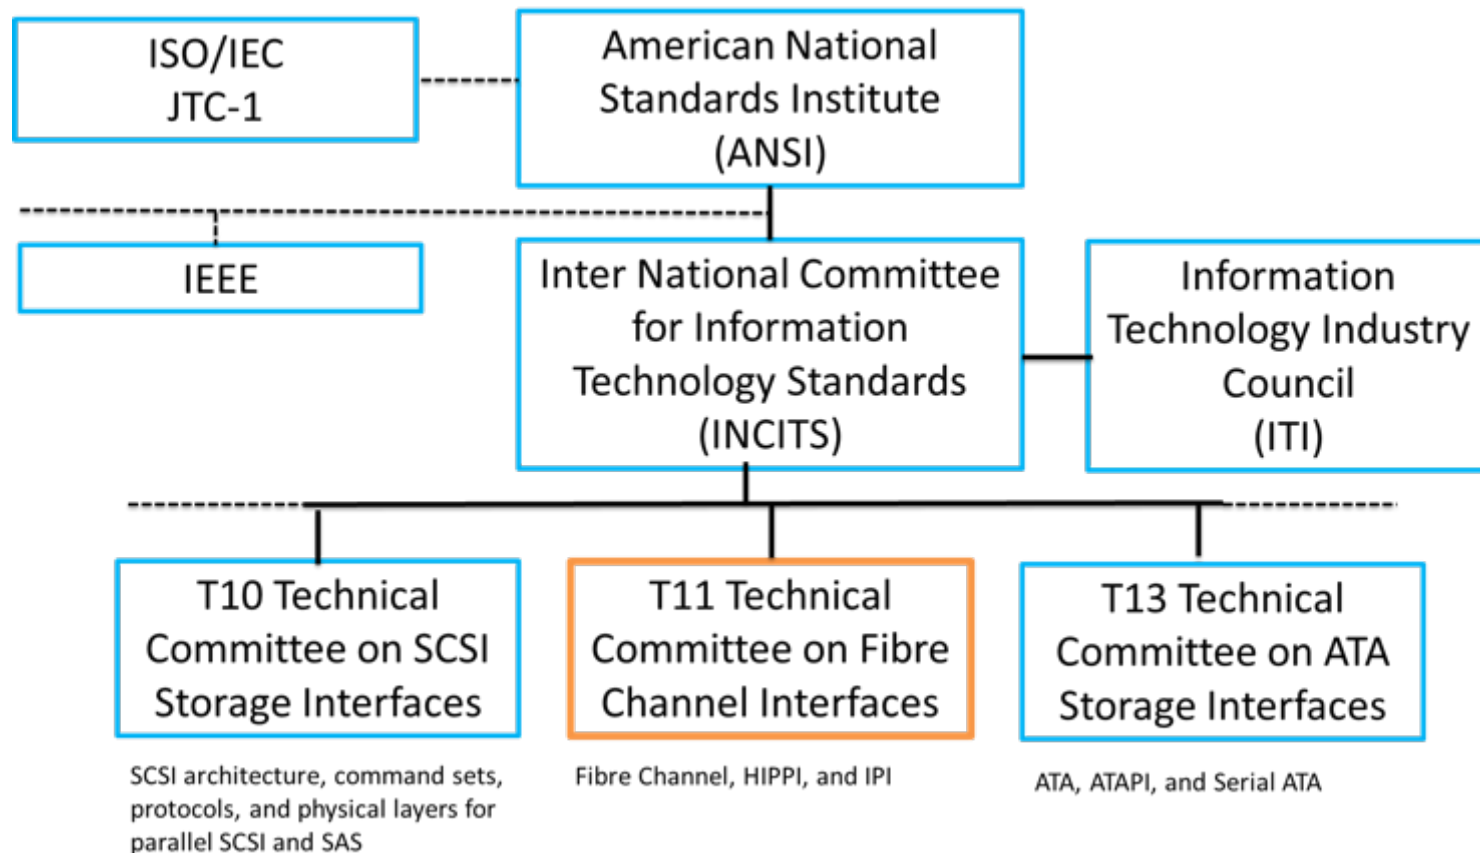 ISO/IEC
JTC-1
American National
Standards Institute
(ANSI)
IEEE
Inter National Committee
for Information
Technology Standards
(INCITS)
Information
Technology Industry
Council
(ITI)
T10 Technical
Committee on SCSI
Storage Interfaces
T11 Technical
Committee on Fibre
Channel Interfaces
T13 Technical
Committee on ATA
Storage Interfaces
SCSI architecture, command sets,
protocols, and physical layers for
parallel SCSI and SAS
Fibre Channel, HIPPI, and IPI
ATA, ATAPI, and Serial ATA